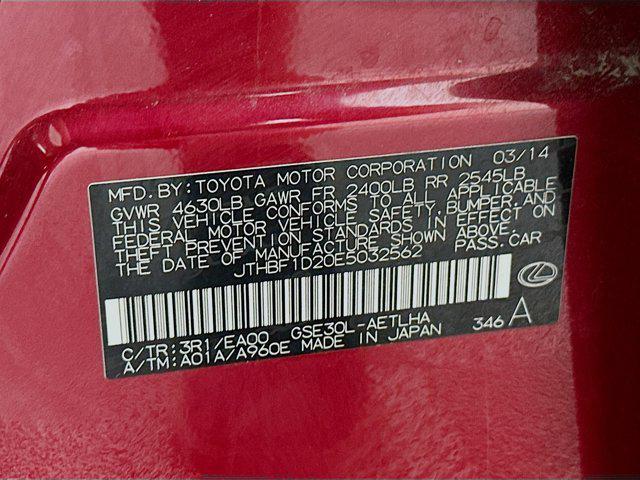 MFD. BY: TOYOTA MOTOR CORPORATION 03/14
GVWR 4630LB GAWR FR 2400LB RR 2545LB
THIS VEHICLE CONFORMS TO ALL APPLICABLE
FEDERAL MOTOR VEHICLE SAFETY, BUMPER, AND
THEFT PREVENTION STANDARDS IN EFFECT ON
THE DATE OF MANUFACTURE SHOWN ABOVE.
JTHBF1D20E5032562 PASS. CAR
C/TR: 3R1/EA00 GSE30L-AETLHA
A/TM: A01A/A960E MADE IN JAPAN 346 A